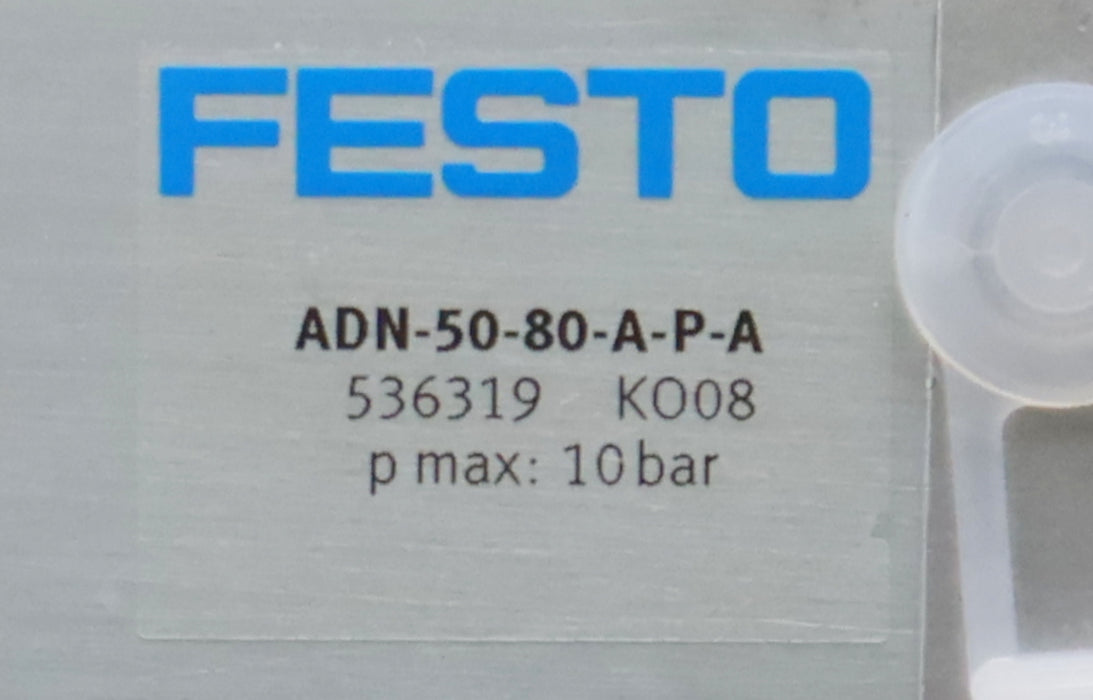 FESTO
ADN-50-80-A-P-A
536319 KO08
p max: 10 bar